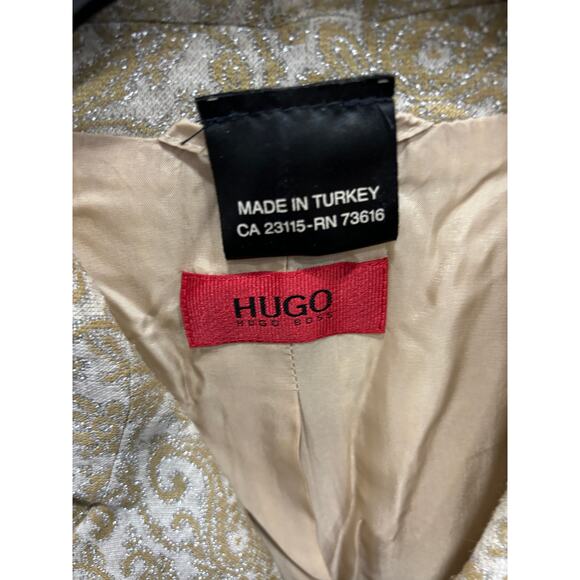 MADE IN TURKEY
CA 23115-RN 73616
HUGO
HUGO BOSS